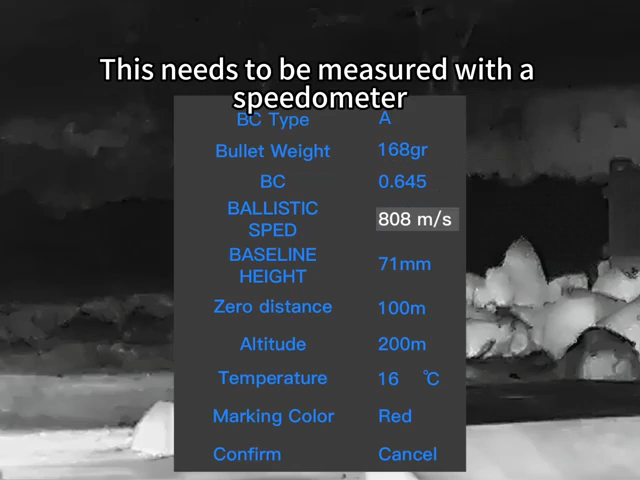 This needs to be measured with a
speedometer
BC Type A
Bullet Weight 168gr
BC 0.645
BALLISTIC
SPED 808 m/s
BASELINE
HEIGHT 71mm
Zero distance 100m
Altitude 200m
Temperature 16 ℃
Marking Color Red
Confirm Cancel